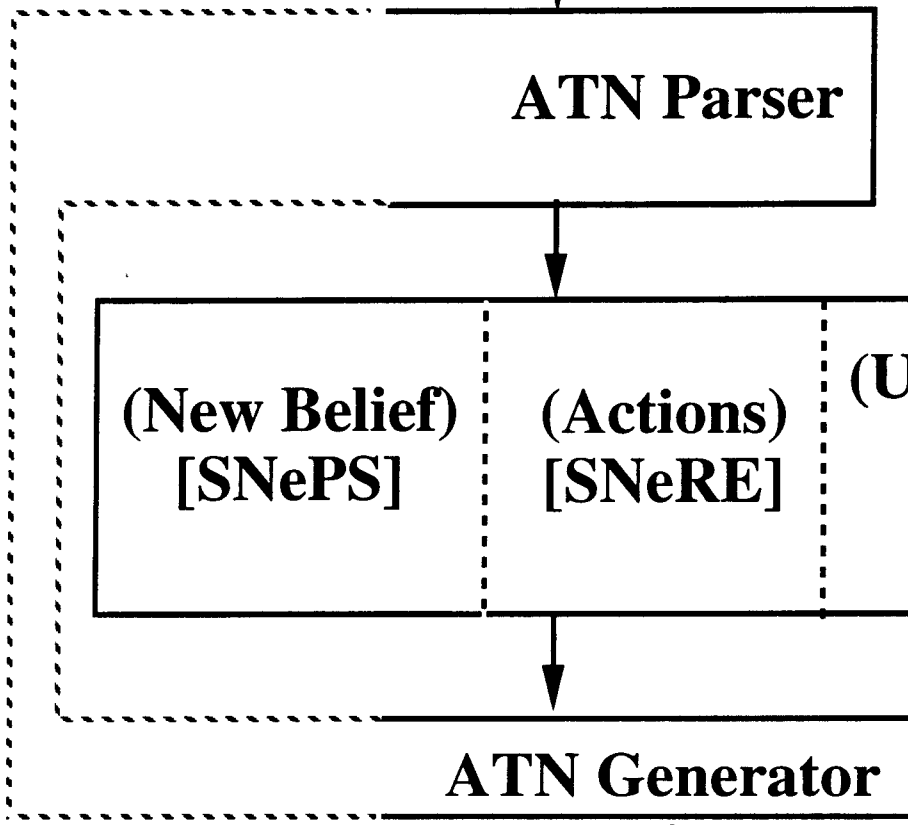 ATN Parser
(New Belief)
[SNePS]
(Actions)
[SNeRE]
(U
ATN Generator